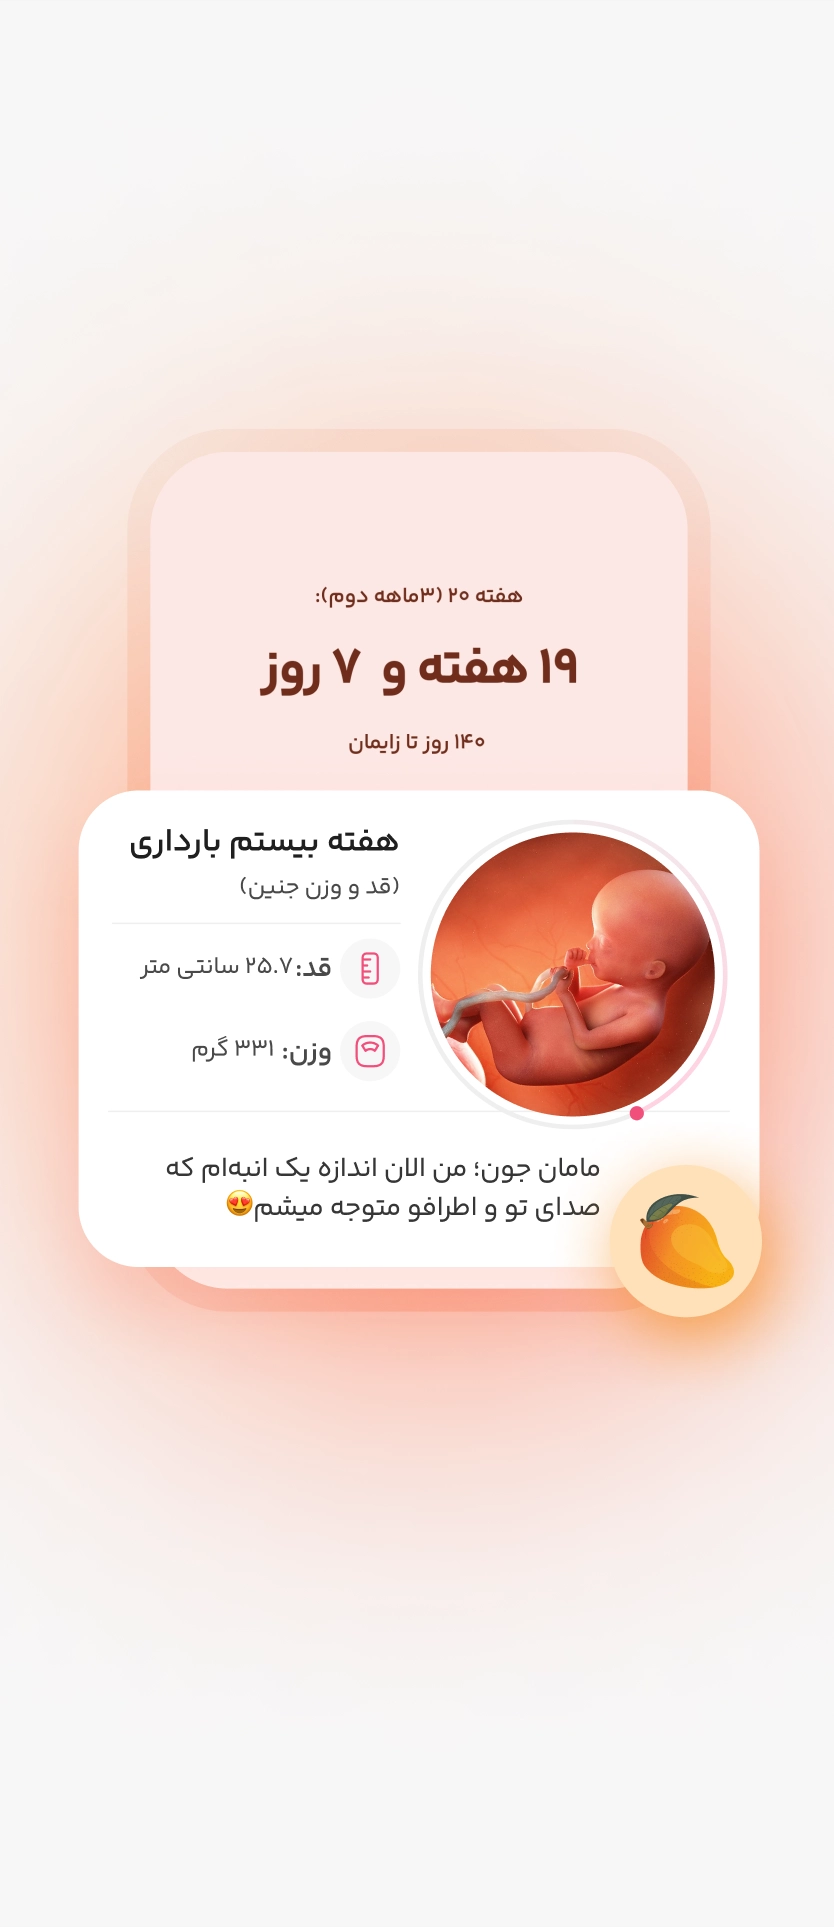 هفته ۲۰ (۳ماهه دوم):
۱۹ هفته و ۷ روز
۱۴۰ روز تا زایمان
هفته بیستم بارداری
(قد و وزن جنین)
قد: ۲۵.۷ سانتی متر
وزن: ۳۳۱ گرم
مامان جون؛ من الان اندازه یک انبه‌ام که
صدای تو و اطرافو متوجه میشم😍